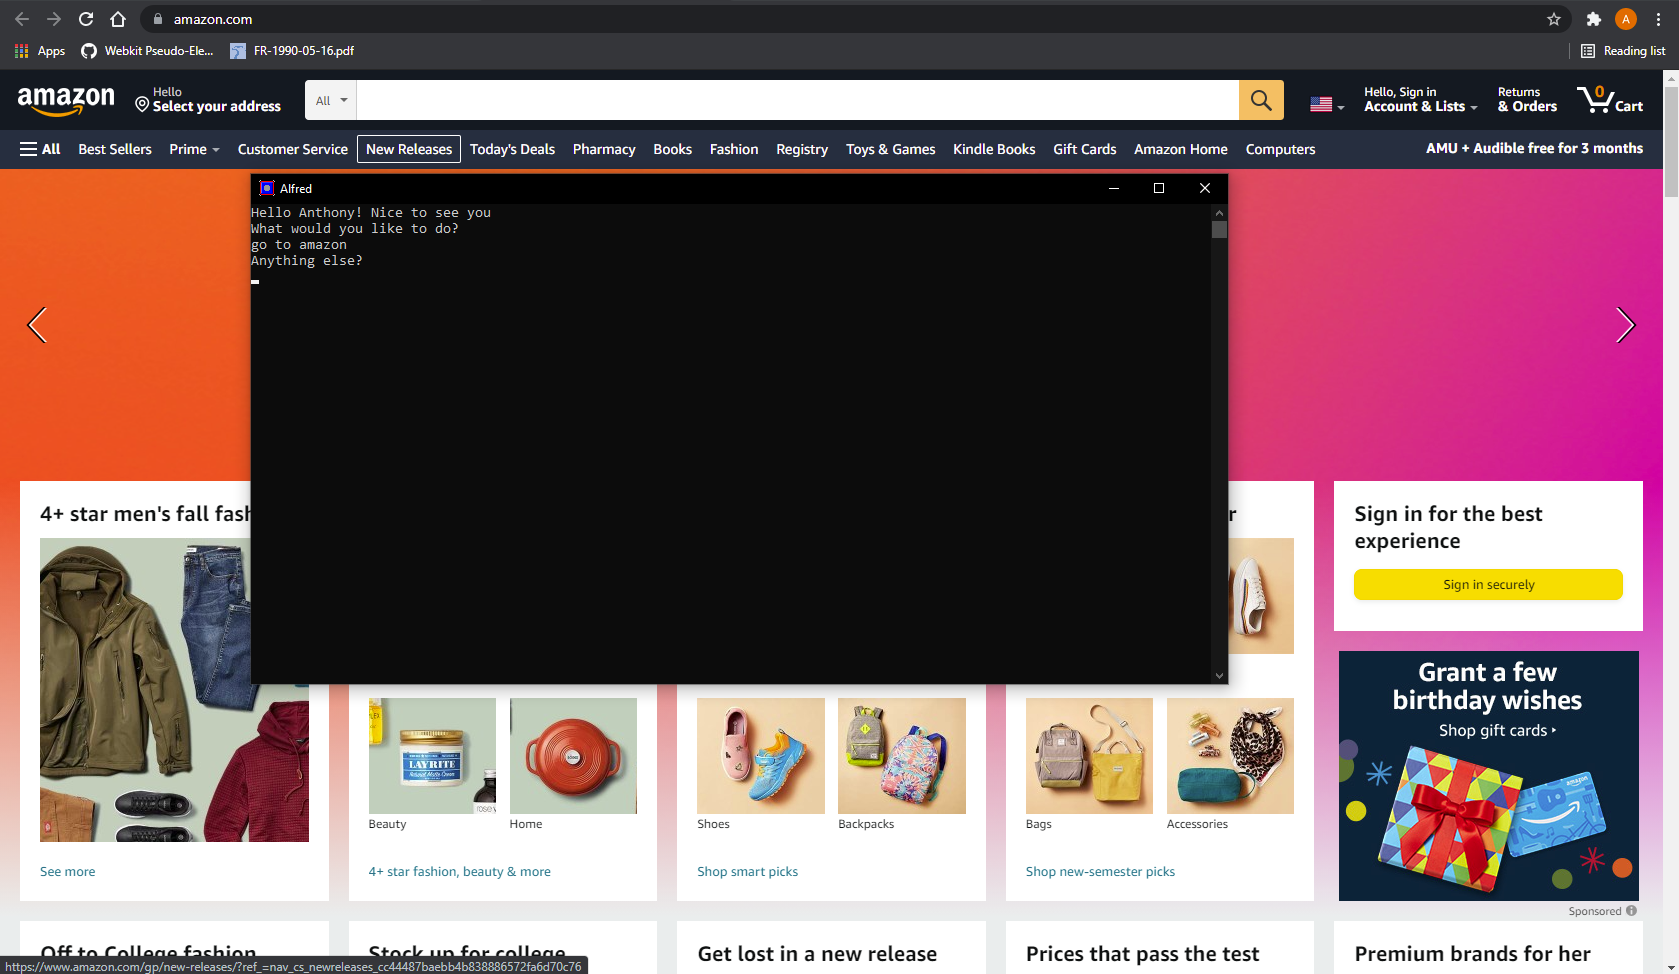 amazon.com
Apps
Webkit Pseudo-Ele...
FR-1990-05-16.pdf
Reading list
amazon
Hello
Select your address
All
Hello, Sign in
Account & Lists
Returns
& Orders
0
Cart
All
Best Sellers
Prime
Customer Service
New Releases
Today's Deals
Pharmacy
Books
Fashion
Registry
Toys & Games
Kindle Books
Gift Cards
Amazon Home
Computers
AMU + Audible free for 3 months
Alfred
Hello Anthony! Nice to see you
What would you like to do?
go to amazon
Anything else?
4+ star men's fall fash
r
See more
LAYRITE
Beauty
Home
4+ star fashion, beauty & more
Shoes
Backpacks
Shop smart picks
Bags
Accessories
Shop new-semester picks
Sign in for the best
experience
Sign in securely
Grant a few
birthday wishes
Shop gift cards
amazon
Sponsored
Off to College fashion
Stock up for college
Get lost in a new release
Prices that pass the test
Premium brands for her
https://www.amazon.com/gp/new-releases/?ref_=nav_cs_newreleases_cc44487baebb4b838886572fa6d70c76